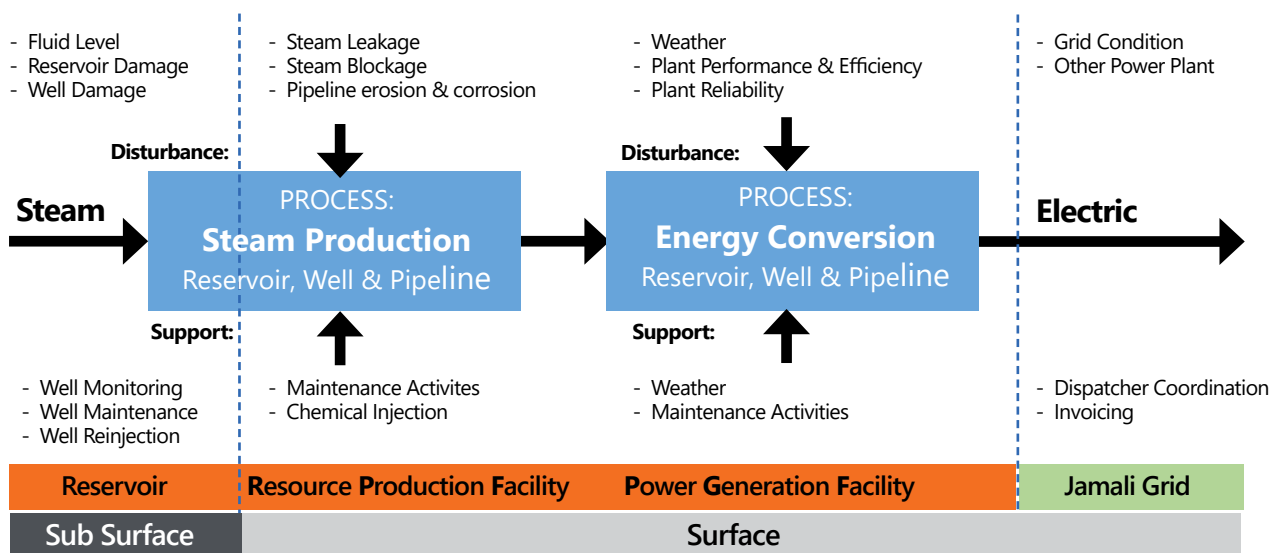 - Fluid Level
- Reservoir Damage
- Well Damage
- Steam Leakage
- Steam Blockage
- Pipeline erosion & corrosion
- Weather
- Plant Performance & Efficiency
- Plant Reliability
- Grid Condition
- Other Power Plant
Disturbance:
Disturbance:
Steam
PROCESS:
Steam Production
Reservoir, Well & Pipeline
PROCESS:
Energy Conversion
Reservoir, Well & Pipeline
Electric
Support:
Support:
- Well Monitoring
- Well Maintenance
- Well Reinjection
- Maintenance Activites
- Chemical Injection
- Weather
- Maintenance Activities
- Dispatcher Coordination
- Invoicing
Reservoir
Resource Production Facility
Power Generation Facility
Jamali Grid
Sub Surface
Surface